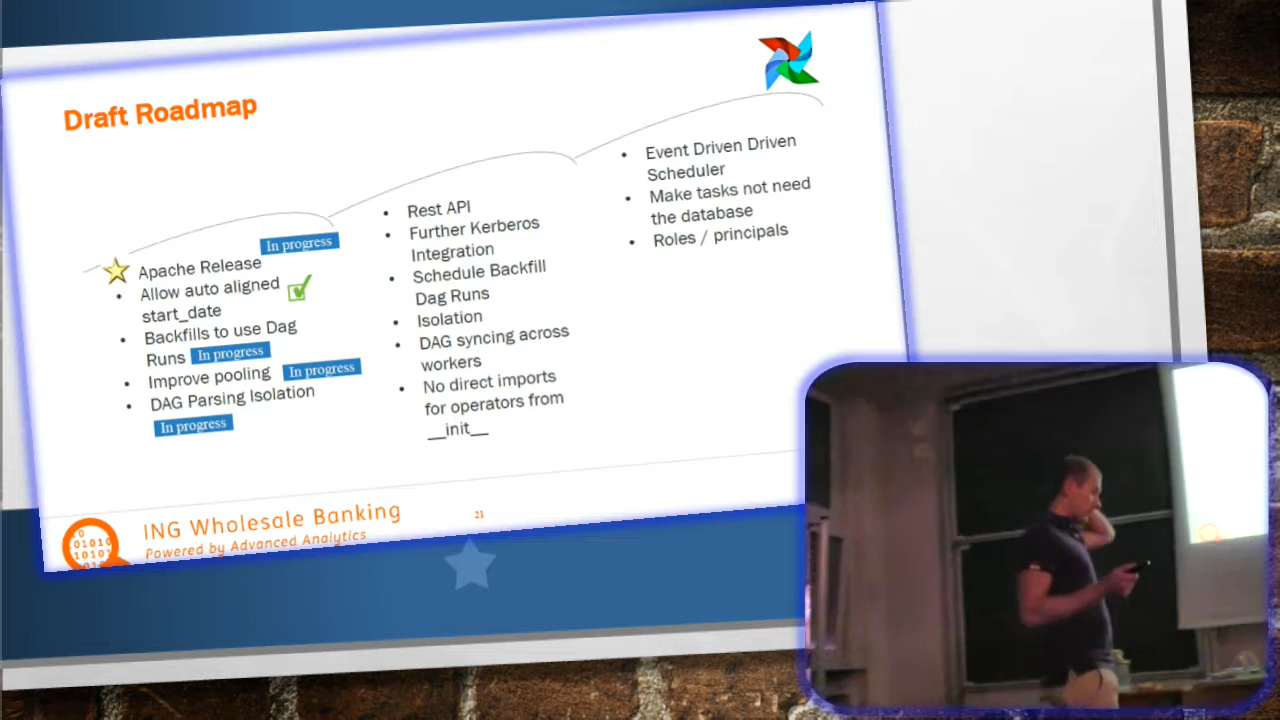 Draft Roadmap
In progress
Apache Release
• Allow auto aligned
start_date
• Backfills to use Dag
Runs In progress
• Improve pooling In progress
• DAG Parsing Isolation
In progress
• Rest API
• Further Kerberos
Integration
• Schedule Backfill
Dag Runs
• Isolation
• DAG syncing across
workers
• No direct imports
for operators from
__init__
• Event Driven Driven
Scheduler
• Make tasks not need
the database
• Roles / principals
ING Wholesale Banking
Powered by Advanced Analytics
21